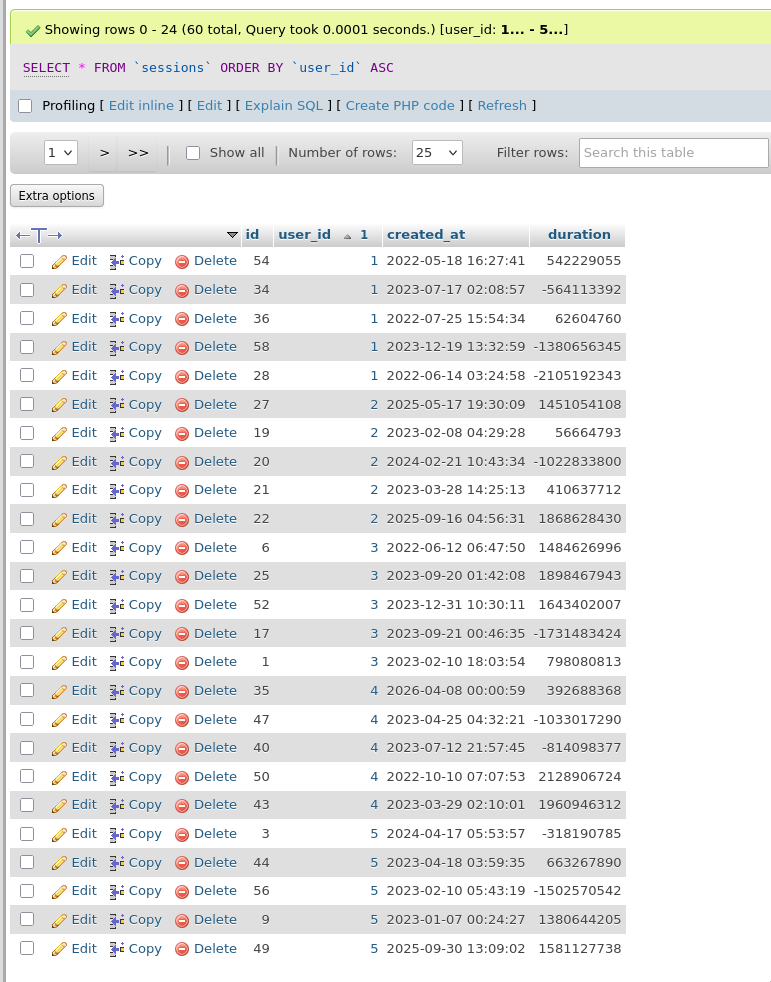 Showing rows 0 - 24 (60 total, Query took 0.0001 seconds.) [user_id: 1... - 5...]
SELECT * FROM `sessions` ORDER BY `user_id` ASC
Profiling [ Edit inline ] [ Edit ] [ Explain SQL ] [ Create PHP code ] [ Refresh ]
1 > >> | Show all | Number of rows: 25 Filter rows: Search this table
Extra options
id user_id 1 created_at duration
Edit Copy Delete 54 1 2022-05-18 16:27:41 542229055
Edit Copy Delete 34 1 2023-07-17 02:08:57 -564113392
Edit Copy Delete 36 1 2022-07-25 15:54:34 62604760
Edit Copy Delete 58 1 2023-12-19 13:32:59 -1380656345
Edit Copy Delete 28 1 2022-06-14 03:24:58 -2105192343
Edit Copy Delete 27 2 2025-05-17 19:30:09 1451054108
Edit Copy Delete 19 2 2023-02-08 04:29:28 56664793
Edit Copy Delete 20 2 2024-02-21 10:43:34 -1022833800
Edit Copy Delete 21 2 2023-03-28 14:25:13 410637712
Edit Copy Delete 22 2 2025-09-16 04:56:31 1868628430
Edit Copy Delete 6 3 2022-06-12 06:47:50 1484626996
Edit Copy Delete 25 3 2023-09-20 01:42:08 1898467943
Edit Copy Delete 52 3 2023-12-31 10:30:11 1643402007
Edit Copy Delete 17 3 2023-09-21 00:46:35 -1731483424
Edit Copy Delete 1 3 2023-02-10 18:03:54 798080813
Edit Copy Delete 35 4 2026-04-08 00:00:59 392688368
Edit Copy Delete 47 4 2023-04-25 04:32:21 -1033017290
Edit Copy Delete 40 4 2023-07-12 21:57:45 -814098377
Edit Copy Delete 50 4 2022-10-10 07:07:53 2128906724
Edit Copy Delete 43 4 2023-03-29 02:10:01 1960946312
Edit Copy Delete 3 5 2024-04-17 05:53:57 -318190785
Edit Copy Delete 44 5 2023-04-18 03:59:35 663267890
Edit Copy Delete 56 5 2023-02-10 05:43:19 -1502570542
Edit Copy Delete 9 5 2023-01-07 00:24:27 1380644205
Edit Copy Delete 49 5 2025-09-30 13:09:02 1581127738